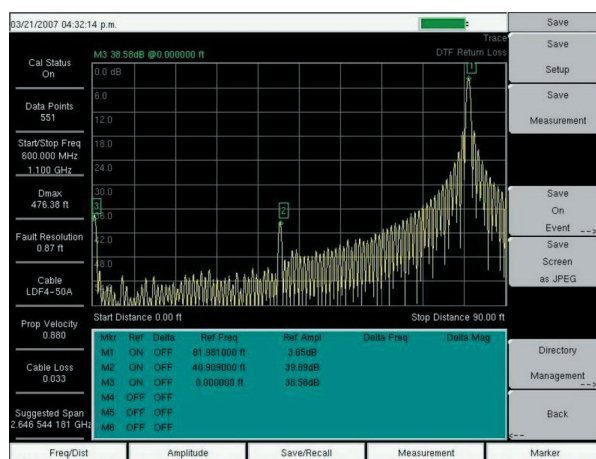 03/21/2007 04:32:14 p.m.
Save
Trace
M3 38.58dB @0.000000 ft
DTF Return Loss
Cal Status
On
Data Points
551
Start/Stop Freq
600.000 MHz
1.100 GHz
Dmax
476.38 ft
Fault Resolution
0.87 ft
Cable
LDF4-50A
Prop Velocity
0.880
Cable Loss
0.033
Suggested Span
2.646 544 181 GHz
0.0 dB
6.0
12.0
18.0
24.0
30.0
36.0
42.0
48.0
1
2
3
Start Distance 0.00 ft
Stop Distance 90.00 ft
Mkr Ref Delta Ref Freq Ref Ampl Delta Freq Delta Mag
M1 ON OFF 81.981000 ft 3.65dB
M2 ON OFF 40.909000 ft 39.69dB
M3 ON OFF 0.000000 ft 38.58dB
M4 OFF OFF
M5 OFF OFF
M6 OFF OFF
Save
Setup
Save
Measurement
Save
On
Event -->
Save
Screen
as JPEG
Directory
Management -->
Back
<--
Freq/Dist
Amplitude
Save/Recall
Measurement
Marker